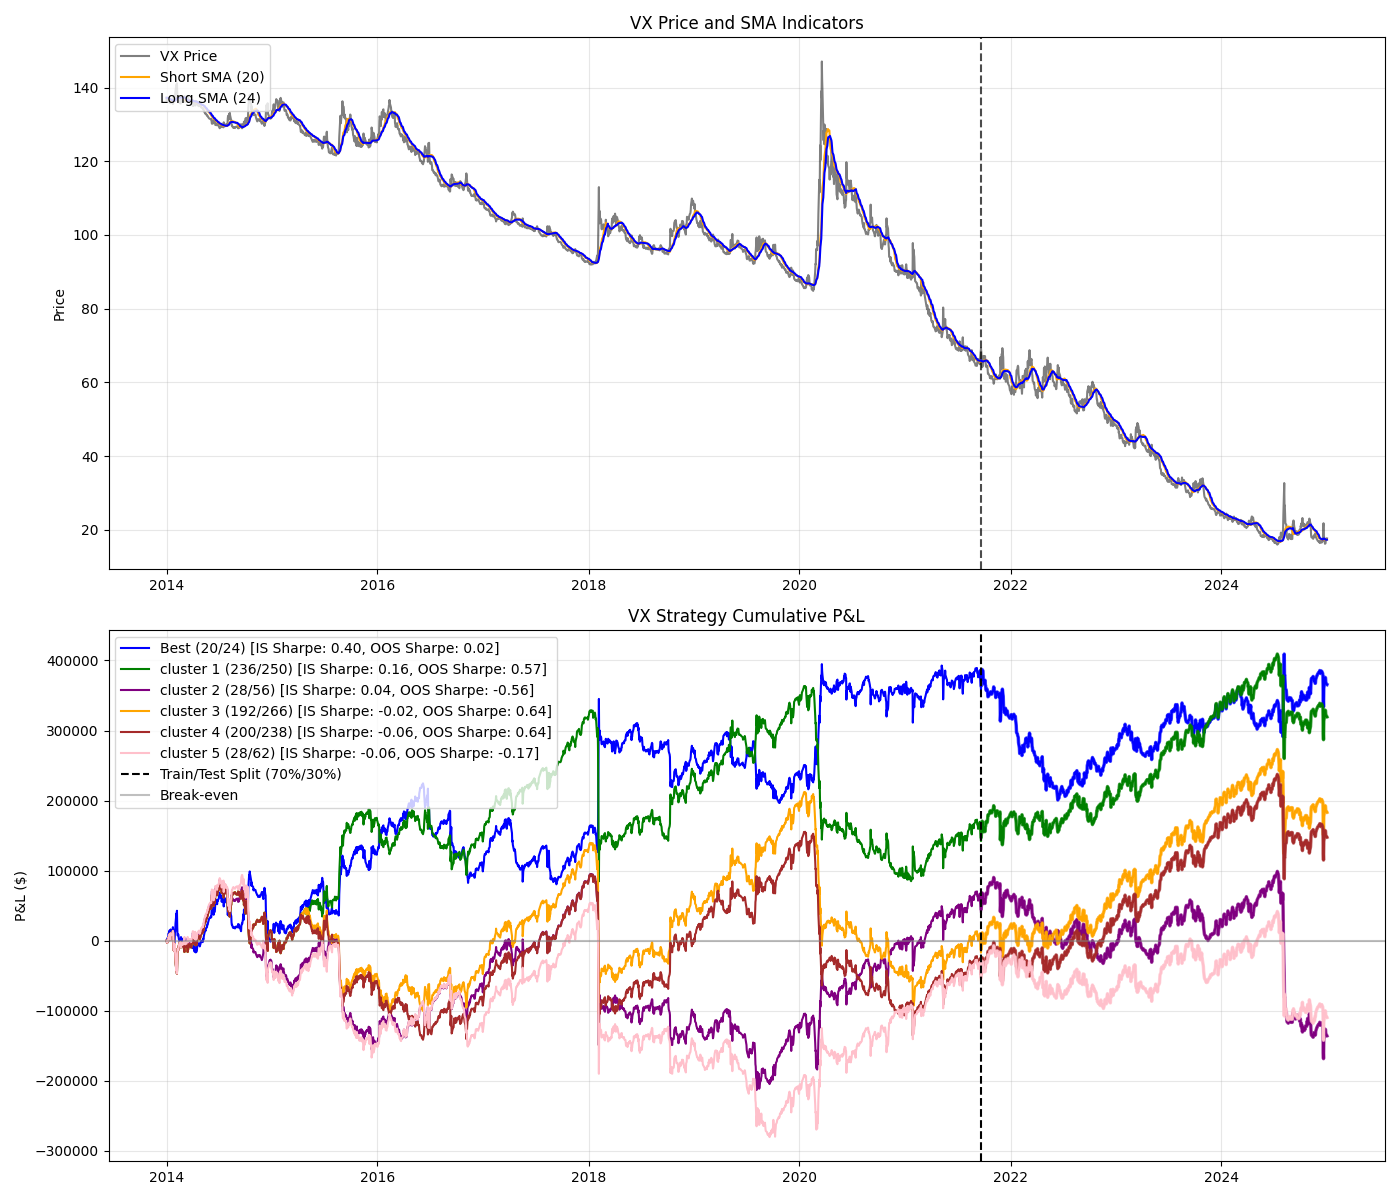 VX Price and SMA Indicators
VX Price
Short SMA (20)
Long SMA (24)
Price
140
120
100
80
60
40
20
2014
2016
2018
2020
2022
2024
VX Strategy Cumulative P&L
Best (20/24) [IS Sharpe: 0.40, OOS Sharpe: 0.02]
cluster 1 (236/250) [IS Sharpe: 0.16, OOS Sharpe: 0.57]
cluster 2 (28/56) [IS Sharpe: 0.04, OOS Sharpe: -0.56]
cluster 3 (192/266) [IS Sharpe: -0.02, OOS Sharpe: 0.64]
cluster 4 (200/238) [IS Sharpe: -0.06, OOS Sharpe: 0.64]
cluster 5 (28/62) [IS Sharpe: -0.06, OOS Sharpe: -0.17]
Train/Test Split (70%/30%)
Break-even
P&L ($)
400000
300000
200000
100000
0
−100000
−200000
−300000
2014
2016
2018
2020
2022
2024